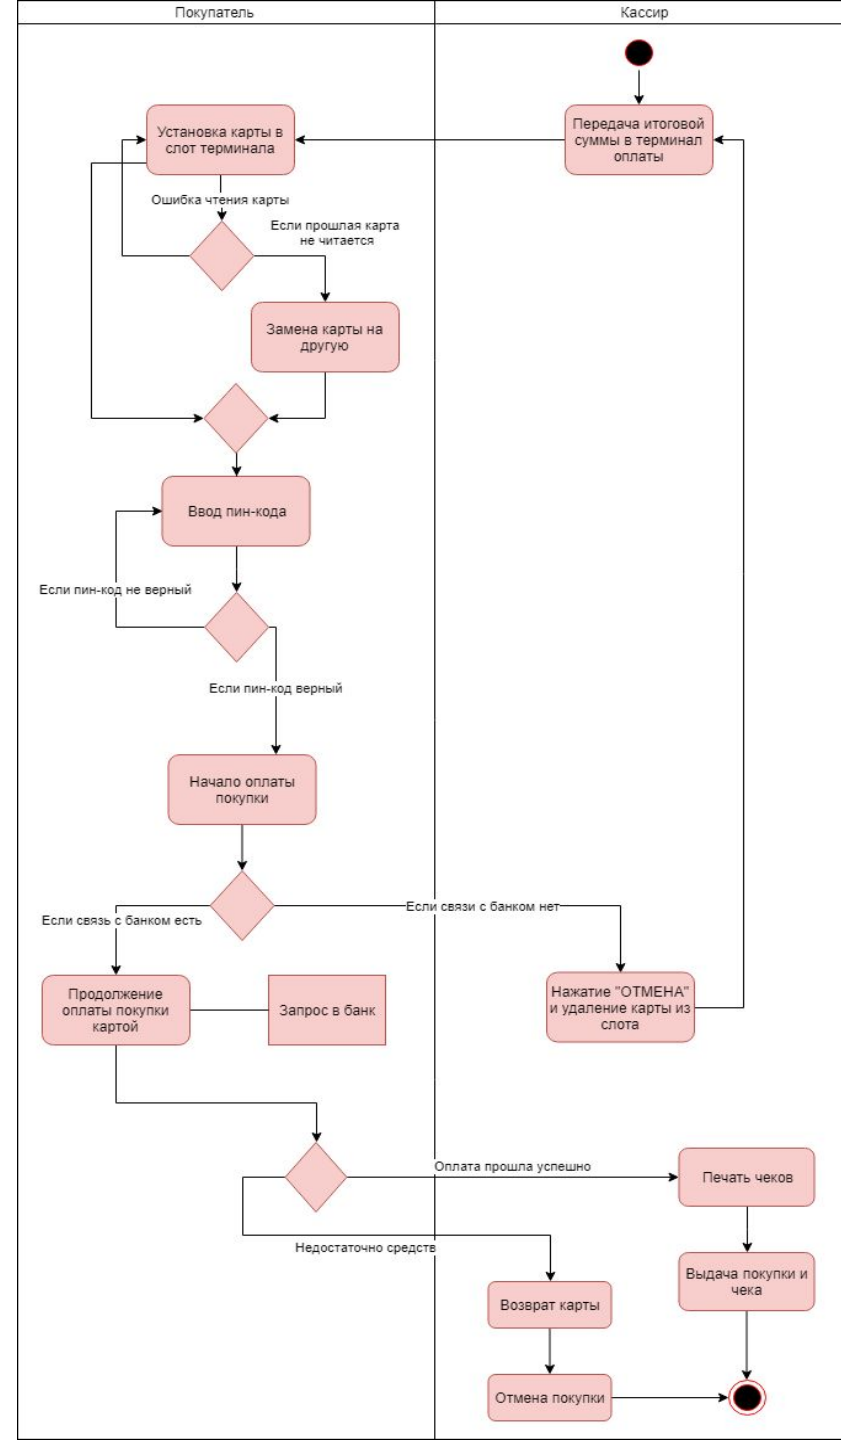 Покупатель
Кассир
Установка карты в
слот терминала
Передача итоговой
суммы в терминал
оплаты
Ошибка чтения карты
Если прошлая карта
не читается
Замена карты на
другую
Ввод пин-кода
Если пин-код не верный
Если пин-код верный
Начало оплаты
покупки
Если связь с банком есть
Если связи с банком нет
Продолжение
оплаты покупки
картой
Запрос в банк
Нажатие "ОТМЕНА"
и удаление карты из
слота
Оплата прошла успешно
Печать чеков
Недостаточно средств
Выдача покупки и
чека
Возврат карты
Отмена покупки